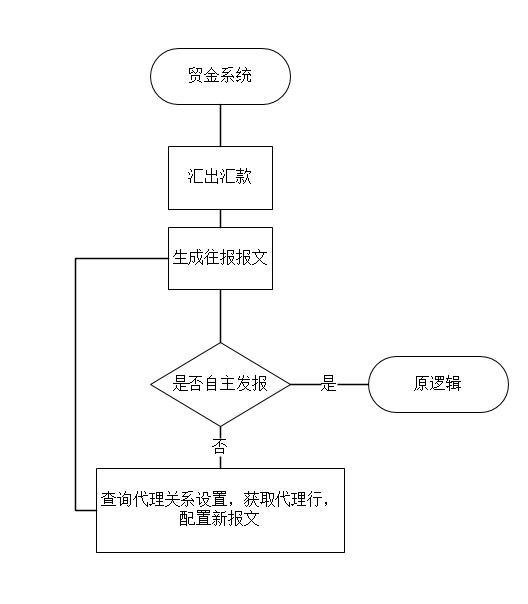 贸金系统
汇出汇款
生成往报报文
是否自主发报
是
原逻辑
否
查询代理关系设置，获取代理行，
配置新报文